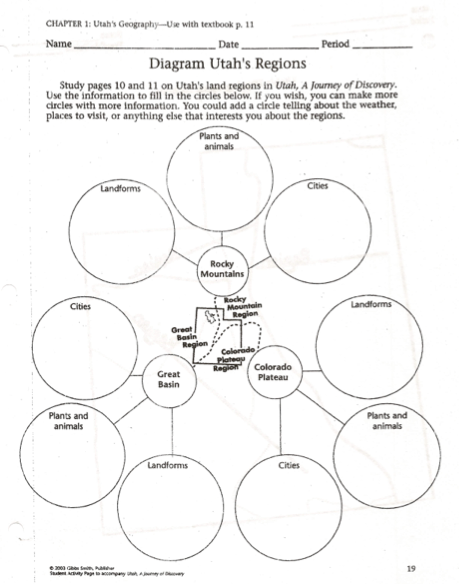 CHAPTER 1: Utah's Geography—Use with textbook p. 11
Name Date Period
Diagram Utah's Regions
Study pages 10 and 11 on Utah's land regions in Utah, A Journey of Discovery.
Use the information to fill in the circles below. If you wish, you can make more
circles with more information. You could add a circle telling about the weather,
places to visit, or anything else that interests you about the regions.
Plants and
animals
Landforms
Cities
Rocky
Mountains
Cities
Rocky
Mountain
Region
Landforms
Great
Basin
Region
Colorado
Plateau
Region
Great
Basin
Colorado
Plateau
Plants and
animals
Plants and
animals
Landforms
Cities
© 2003 Gibbs Smith, Publisher
Student Activity Page to accompany Utah, A Journey of Discovery
19